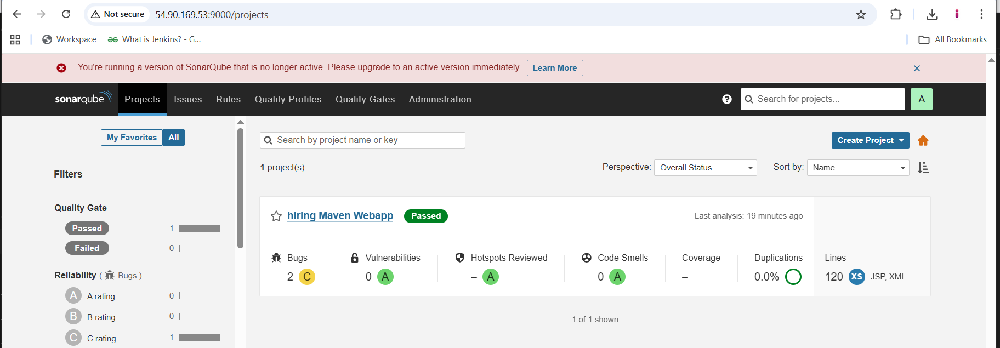 Not secure 54.90.169.53:9000/projects
Workspace What is Jenkins? - G... All Bookmarks
You're running a version of SonarQube that is no longer active. Please upgrade to an active version immediately. Learn More
sonarqube Projects Issues Rules Quality Profiles Quality Gates Administration ? Search for projects... A
My Favorites All
Filters
Quality Gate
Passed 1
Failed 0
Reliability ( Bugs )
A A rating 0
B B rating 0
C C rating 1
Search by project name or key Create Project
1 project(s) Perspective: Overall Status Sort by: Name
hiring Maven Webapp Passed Last analysis: 19 minutes ago
Bugs Vulnerabilities Hotspots Reviewed Code Smells Coverage Duplications Lines
2 C 0 A – A 0 A – 0.0% 120 XS JSP, XML
1 of 1 shown